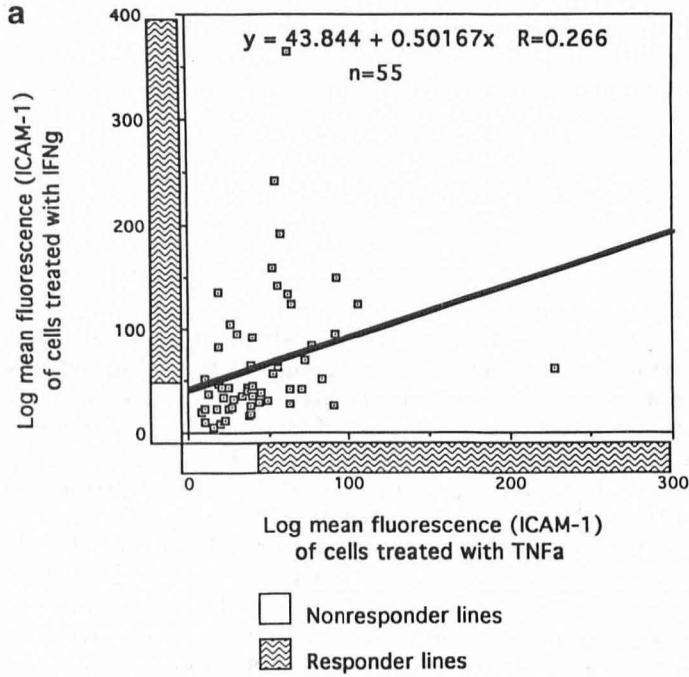 a
y = 43.844 + 0.50167x R=0.266
n=55
Log mean fluorescence (ICAM-1)
of cells treated with IFNg
400
300
200
100
0
0 100 200 300
Log mean fluorescence (ICAM-1)
of cells treated with TNFa
Nonresponder lines
Responder lines